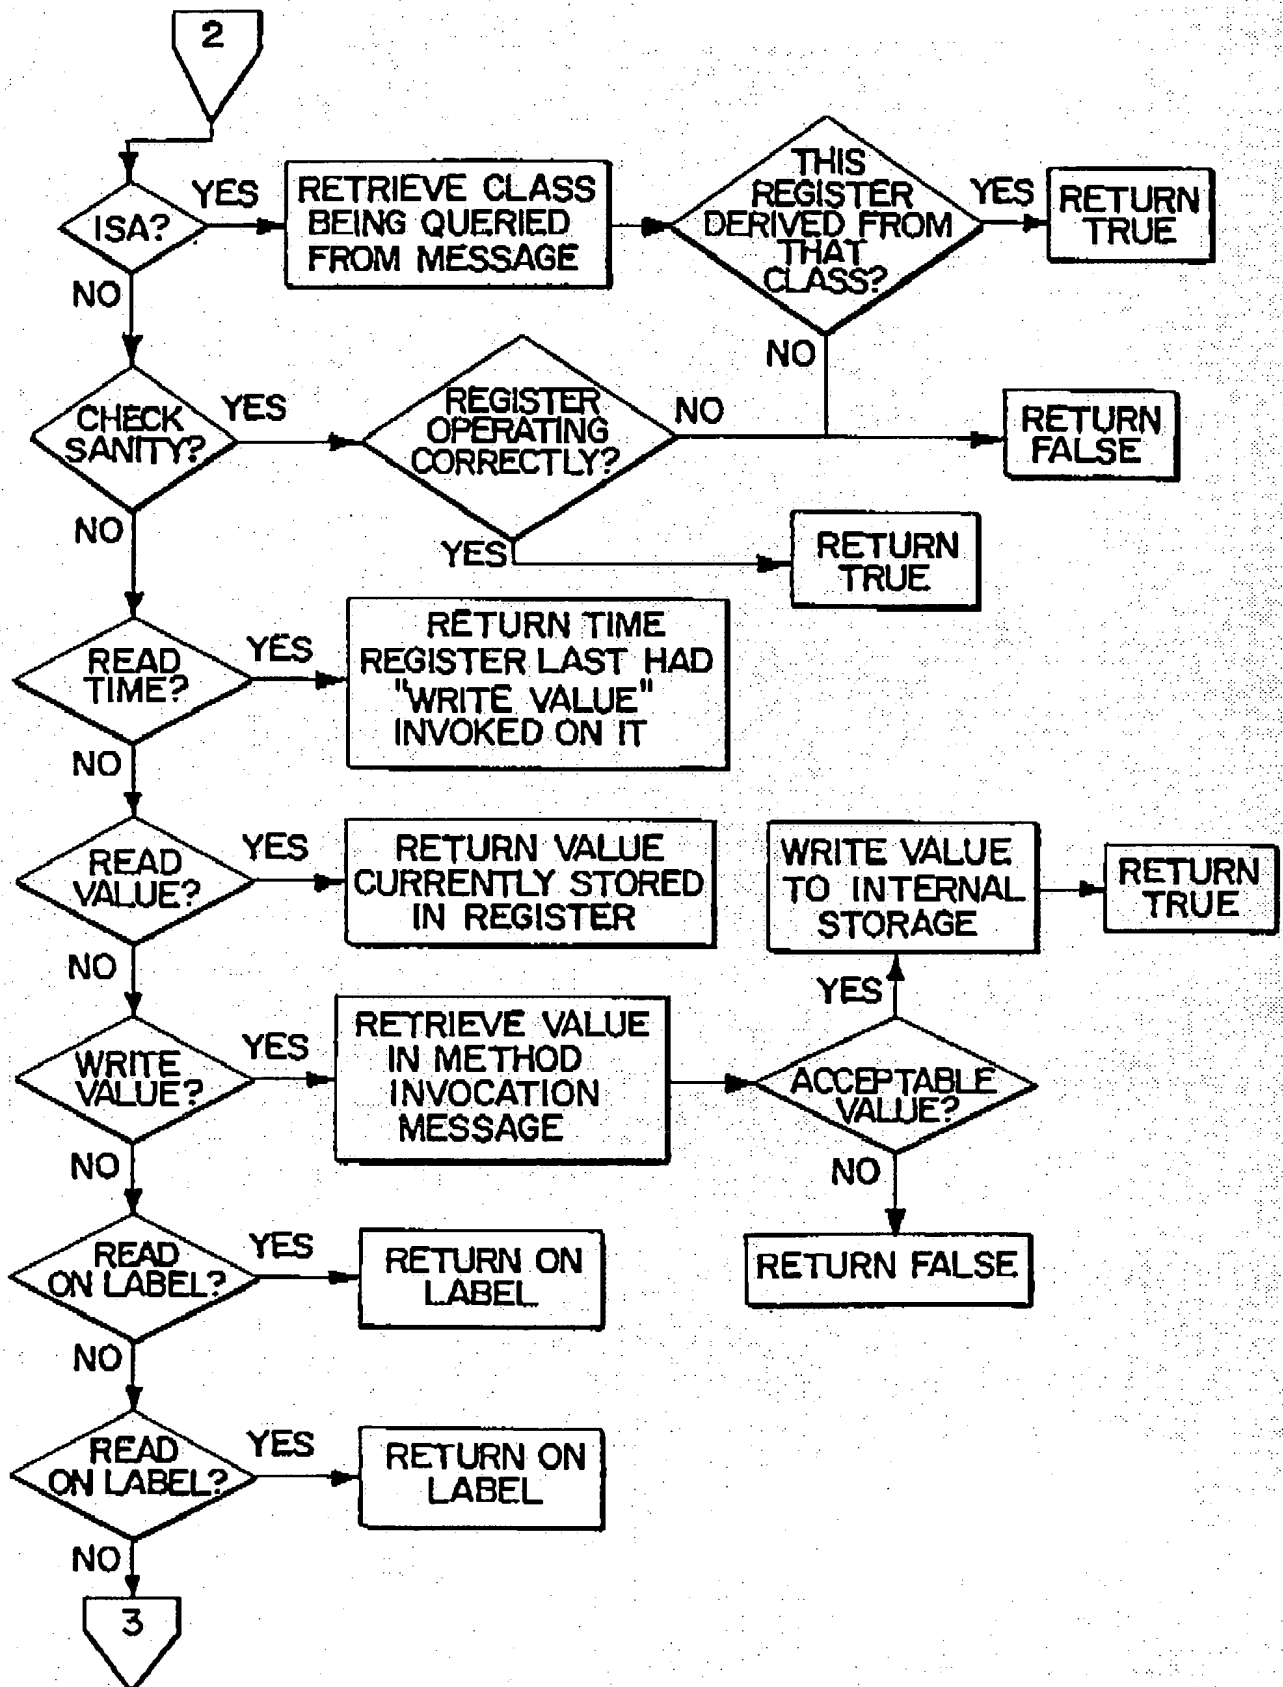 2
ISA?
YES
RETRIEVE CLASS
BEING QUERIED
FROM MESSAGE
THIS
REGISTER
DERIVED FROM
THAT
CLASS?
YES
RETURN
TRUE
NO
NO
CHECK
SANITY?
YES
REGISTER
OPERATING
CORRECTLY?
NO
RETURN
FALSE
NO
YES
RETURN
TRUE
READ
TIME?
YES
RETURN TIME
REGISTER LAST HAD
"WRITE VALUE"
INVOKED ON IT
NO
READ
VALUE?
YES
RETURN VALUE
CURRENTLY STORED
IN REGISTER
WRITE VALUE
TO INTERNAL
STORAGE
RETURN
TRUE
NO
YES
WRITE
VALUE?
YES
RETRIEVE VALUE
IN METHOD
INVOCATION
MESSAGE
ACCEPTABLE
VALUE?
NO
NO
READ
ON LABEL?
YES
RETURN ON
LABEL
RETURN FALSE
NO
READ
ON LABEL?
YES
RETURN ON
LABEL
NO
3